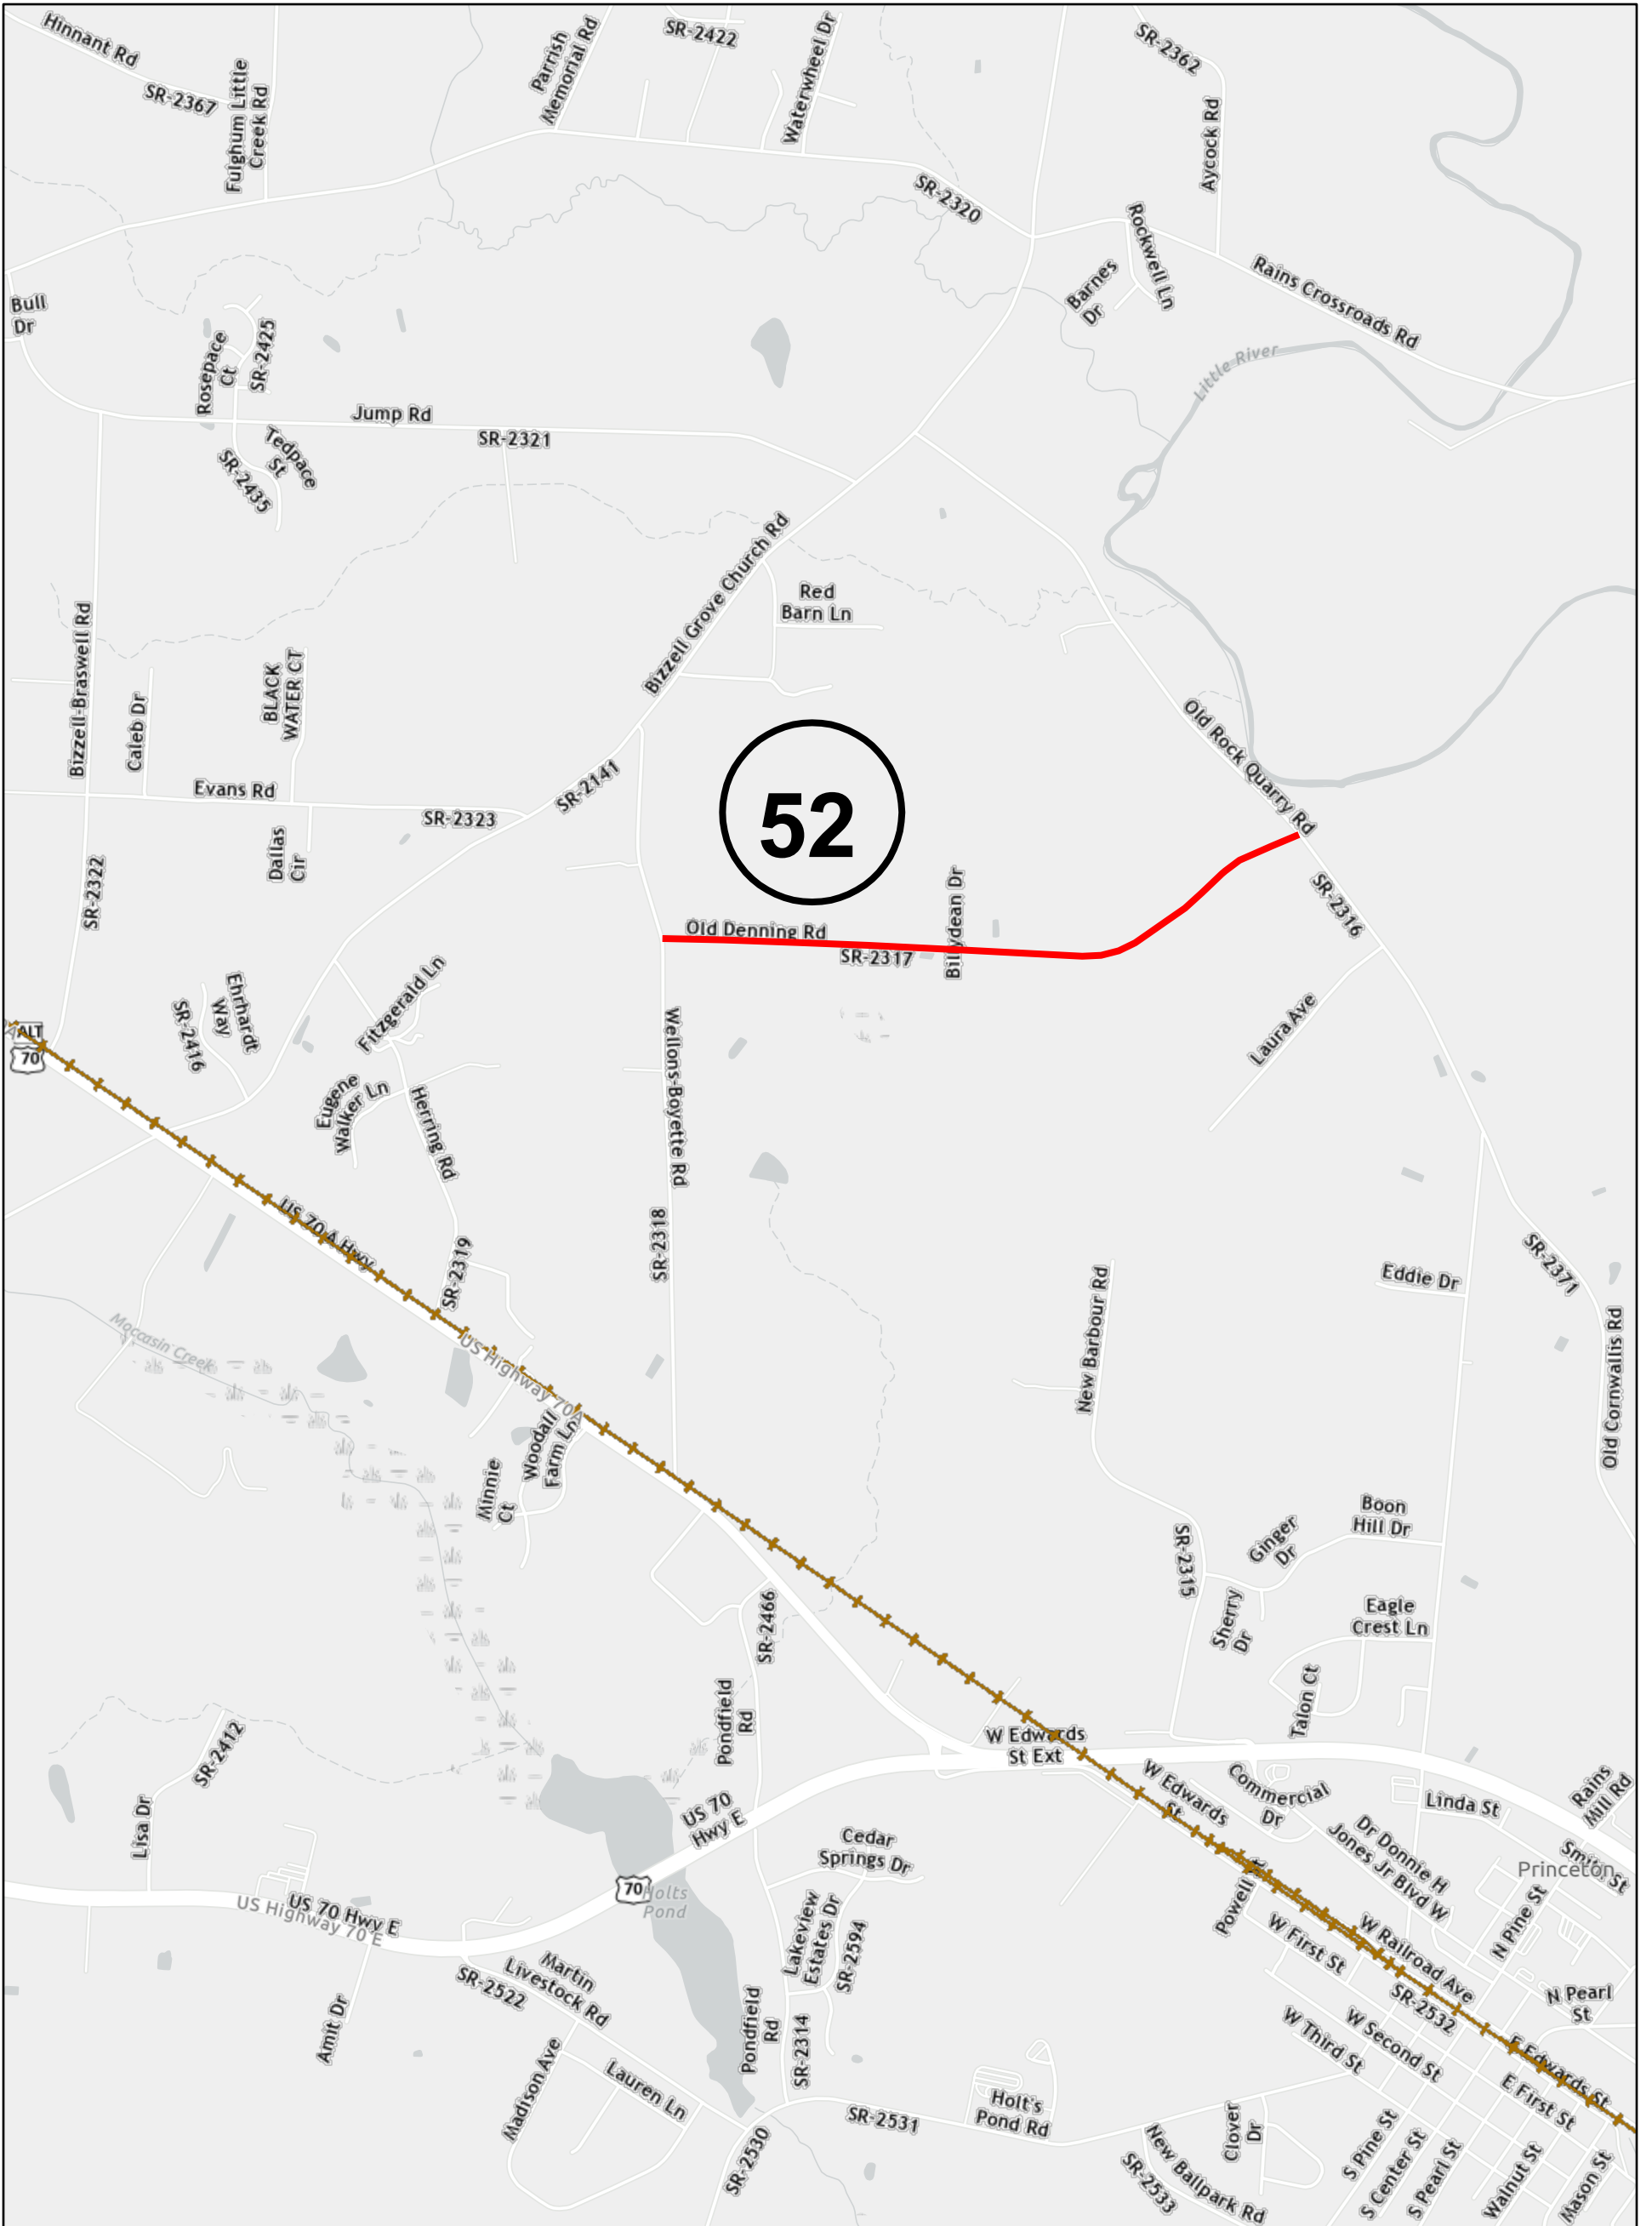 Hinnant Rd
SR-2367
Fulghum Little
Creek Rd
Parrish
Memorial Rd
SR-2422
Waterwheel Dr
SR-2362
Aycock Rd
SR-2320
Rockwell Ln
Barnes
Dr
Rains Crossroads Rd
Little River
Bull
Dr
Rosepace
Ct
SR-2425
Jump Rd
SR-2321
Tedpace
St
SR-2435
Bizzell Grove Church Rd
Red
Barn Ln
Bizzell-Braswell Rd
Caleb Dr
BLACK
WATER CT
Old Rock Quarry Rd
Evans Rd
SR-2323
SR-2141
52
Dallas
Cir
SR-2322
Old Denning Rd
SR-2317
Billydean Dr
SR-2316
Ehrhardt
Way
SR-2416
Fitzgerald Ln
Laura Ave
ALT
70
Eugene
Walker Ln
Herring Rd
Wellons-Boyette Rd
US 70 A Hwy
SR-2319
SR-2318
SR-2371
Eddie Dr
New Barbour Rd
Old Cornwallis Rd
Moccasin Creek
US Highway 70A
Woodall
Farm Ln
Minnie
Ct
Boon
Hill Dr
Ginger
Dr
SR-2315
SR-2466
Sherry
Dr
Eagle
Crest Ln
Talon Ct
Pondfield
Rd
SR-2412
W Edwards
St Ext
W Edwards
St
Commercial
Dr
Rains
Mill Rd
Linda St
Lisa Dr
US 70
Hwy E
Cedar
Springs Dr
Dr Donnie H
Jones Jr Blvd W
Smith St
Princeton
70
Holts
Pond
US 70 Hwy E
US Highway 70 E
Powell
St
Lakeview
Estates Dr
SR-2594
W First St
W Railroad Ave
N Pine St
Martin
Livestock Rd
SR-2522
SR-2532
N Pearl
St
Amit Dr
Pondfield
Rd
SR-2314
W Third St
W Second St
E Edwards St
Madison Ave
Lauren Ln
Holt's
Pond Rd
E First St
SR-2531
SR-2530
Clover
Dr
New Ballpark Rd
SR-2533
S Pine St
S Center St
S Pearl St
Walnut St
Mason St